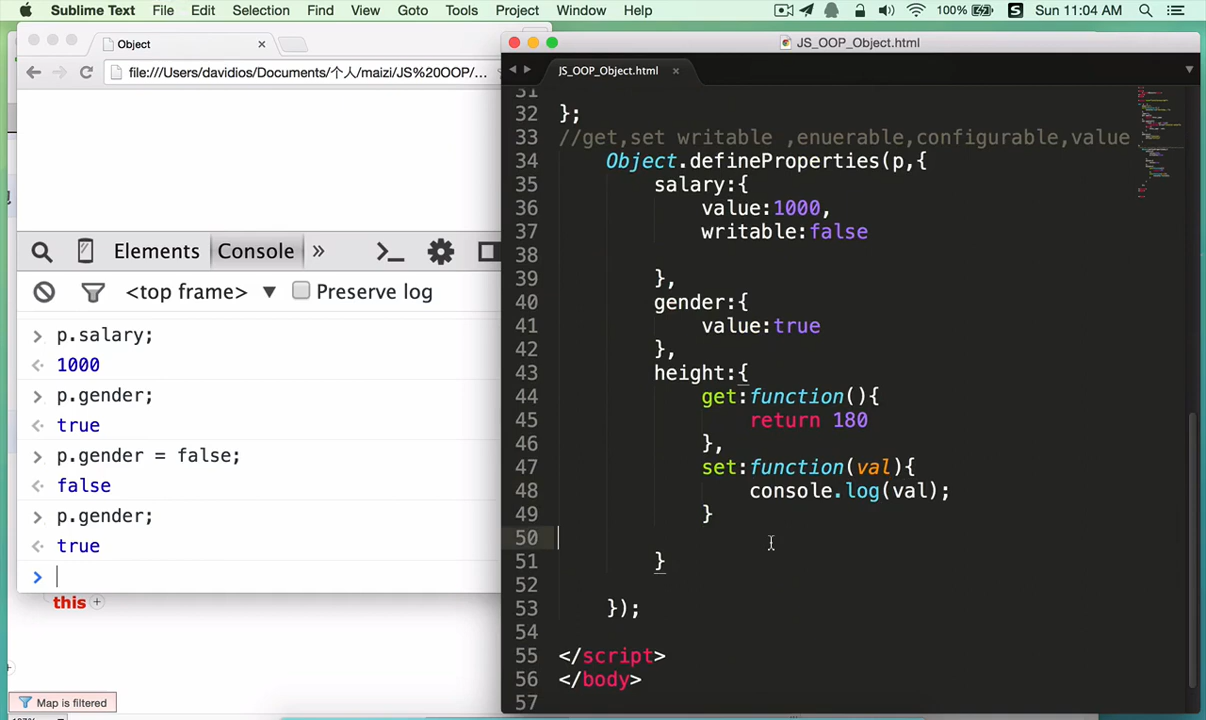 Sublime Text File Edit Selection Find View Goto Tools Project Window Help 100% Sun 11:04 AM
Object
file:///Users/davidios/Documents/个人/maizi/JS%20OOP/...
Elements Console »
<top frame> ▼ Preserve log
> p.salary;
1000
> p.gender;
true
> p.gender = false;
false
> p.gender;
true
>
this
Map is filtered
JS_OOP_Object.html
JS_OOP_Object.html
31
32 };
33 //get,set writable ,enuerable,configurable,value
34 Object.defineProperties(p,{
35 salary:{
36 value:1000,
37 writable:false
38
39 },
40 gender:{
41 value:true
42 },
43 height:{
44 get:function(){
45 return 180
46 },
47 set:function(val){
48 console.log(val);
49 }
50
51 }
52
53 });
54
55 </script>
56 </body>
57